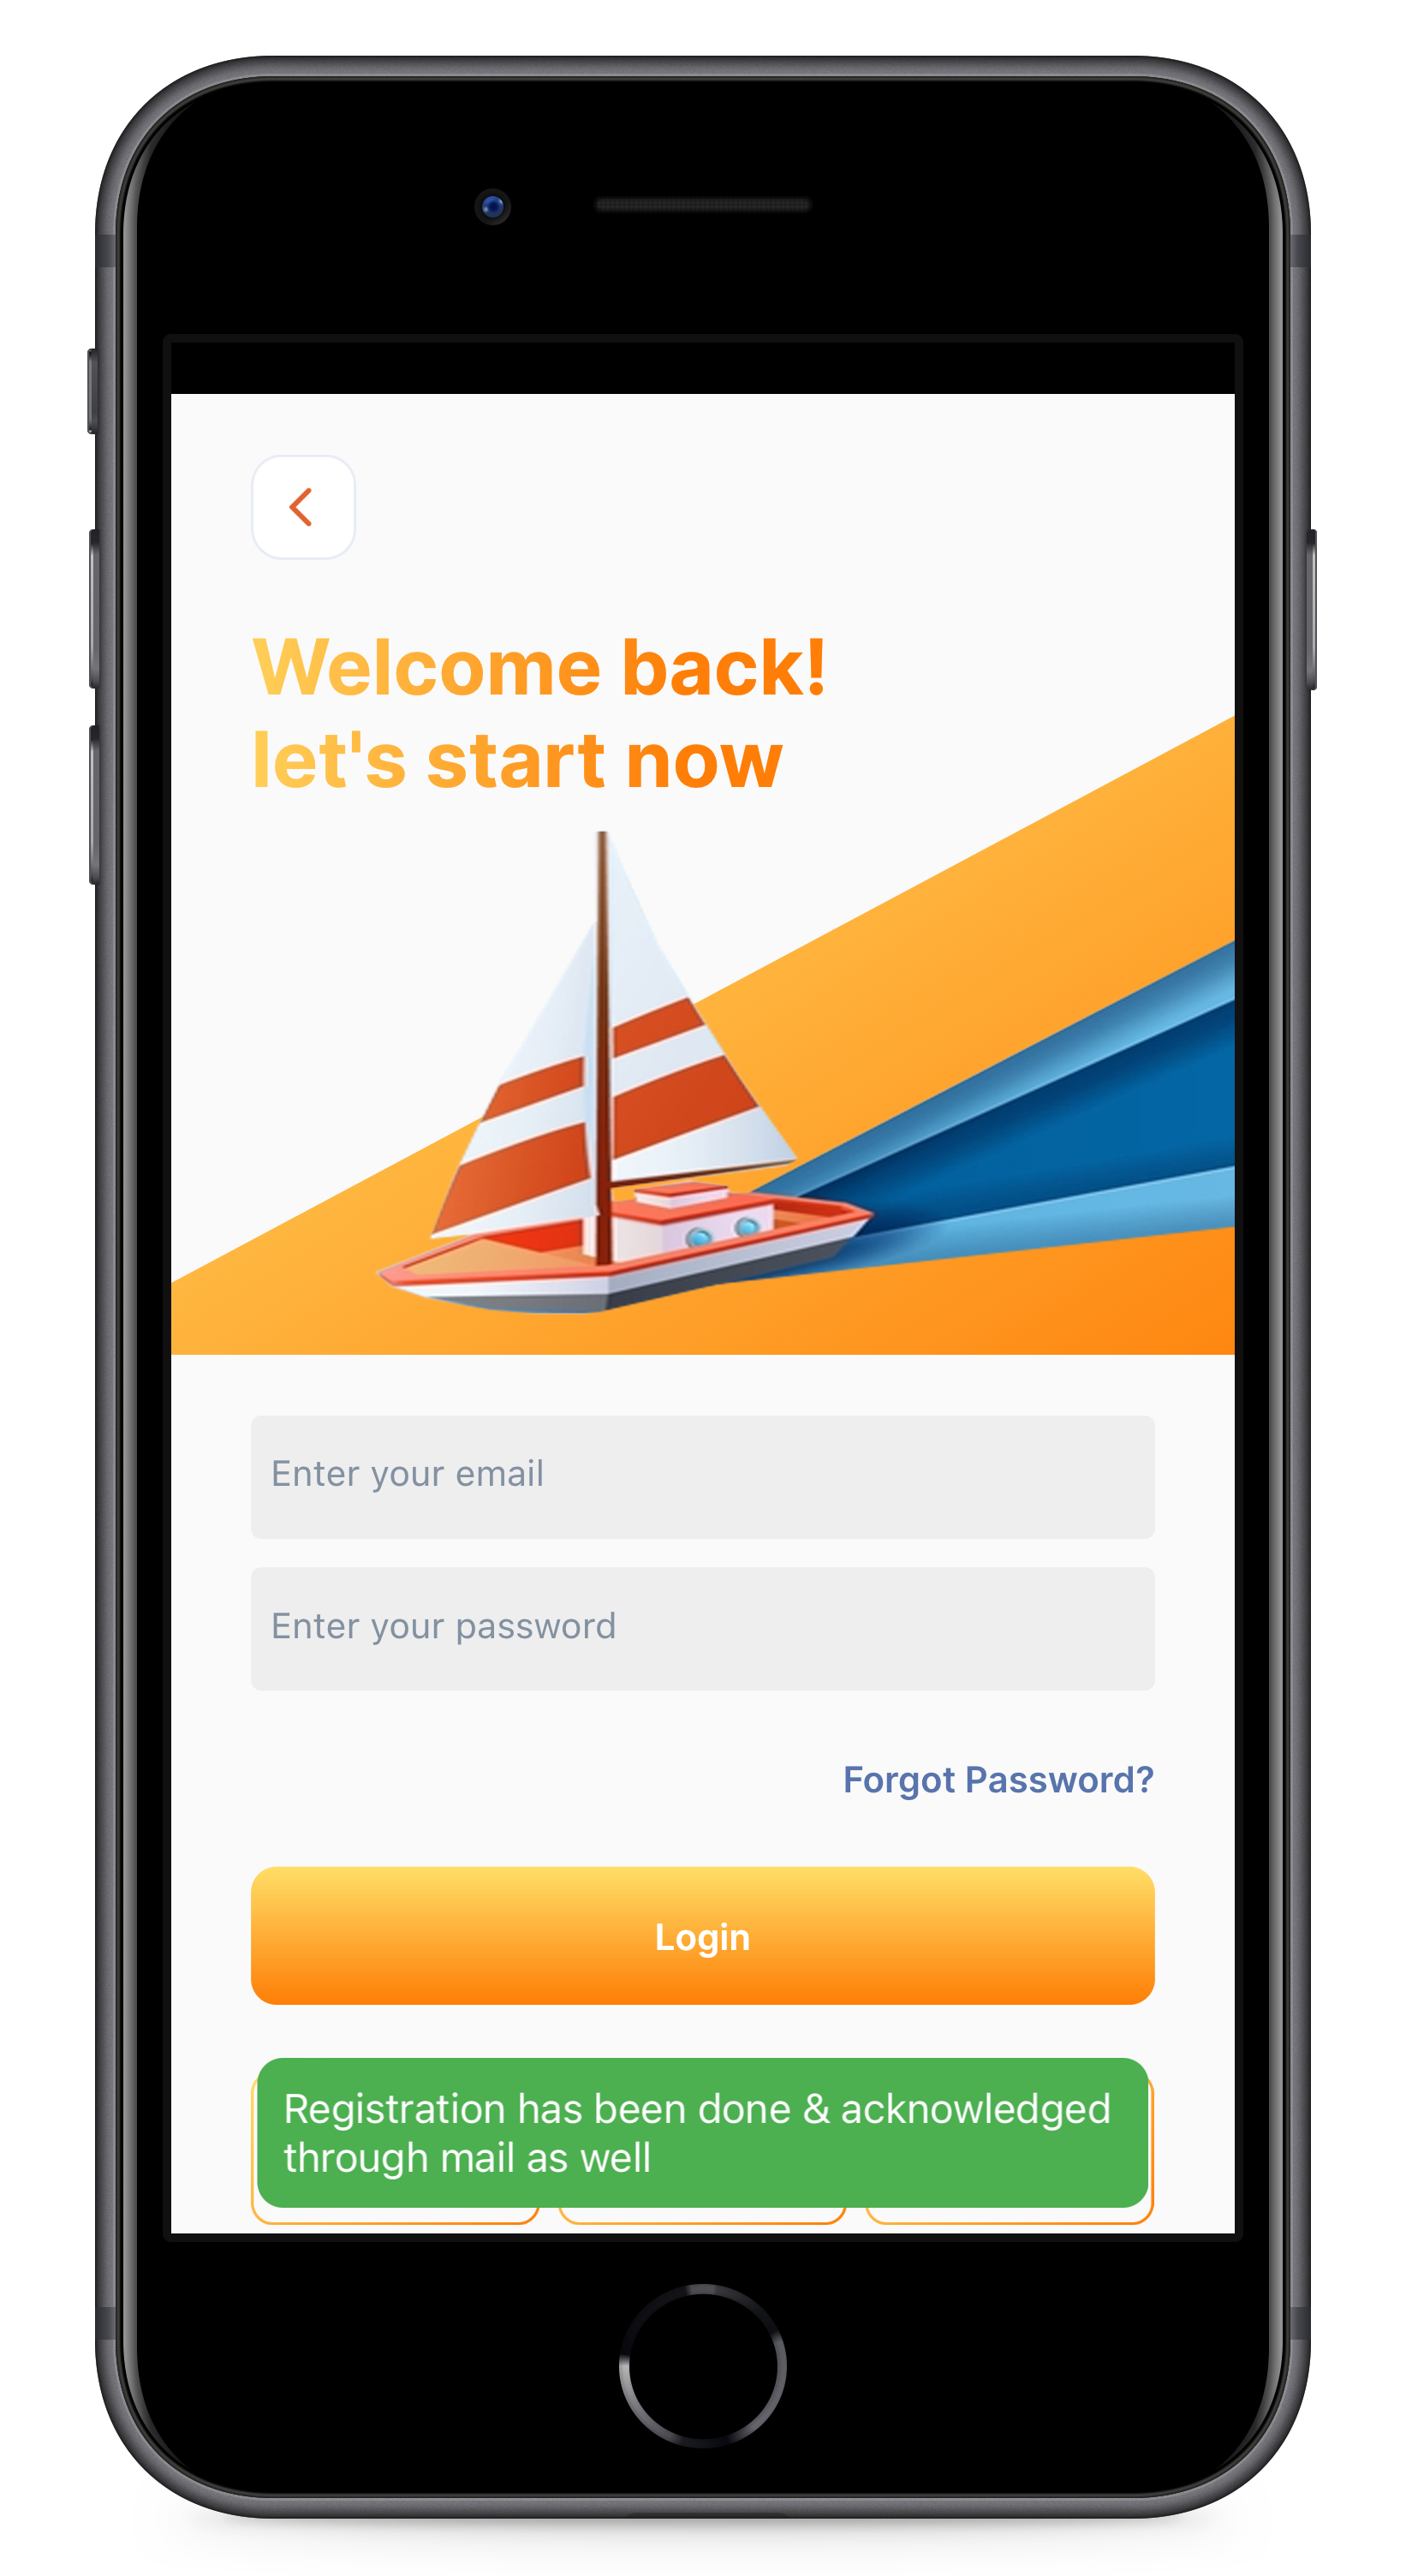 Welcome back!
let's start now
Enter your email
Enter your password
Forgot Password?
Login
Registration has been done & acknowledged
through mail as well